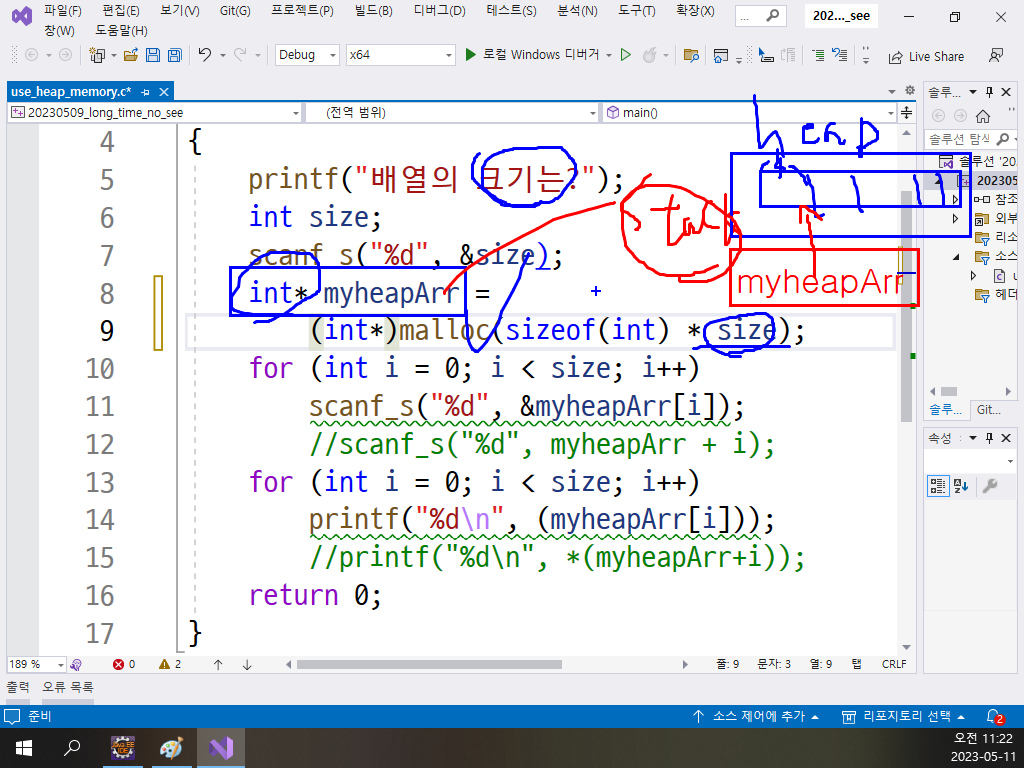 파일(F) 편집(E) 보기(V) Git(G) 프로젝트(P) 빌드(B) 디버그(D) 테스트(S) 분석(N) 도구(T) 확장(X) ... 202..._see
창(W) 도움말(H)
Debug x64 로컬 Windows 디버거 Live Share
use_heap_memory.c* 솔루...
20230509_long_time_no_see (전역 범위) main()
heap
솔루션 탐색
4 {
솔루션 '202
5 printf("배열의 크기는?");
20230
참조
6 int size;
외부
stack
리소
7 scanf_s("%d", &size);
소스
8 int* myheapArr =
myheapArr
헤더
9 (int*)malloc(sizeof(int) * size);
10 for (int i = 0; i < size; i++)
11 scanf_s("%d", &myheapArr[i]);
솔루... Git...
12 //scanf_s("%d", myheapArr + i);
속성
13 for (int i = 0; i < size; i++)
14 printf("%d\n", (myheapArr[i]));
15 //printf("%d\n", *(myheapArr+i));
16 return 0;
17 }
189 % 0 2 줄: 9 문자: 3 열: 9 탭 CRLF
출력 오류 목록
준비 소스 제어에 추가 리포지토리 선택 2
오전 11:22
2023-05-11